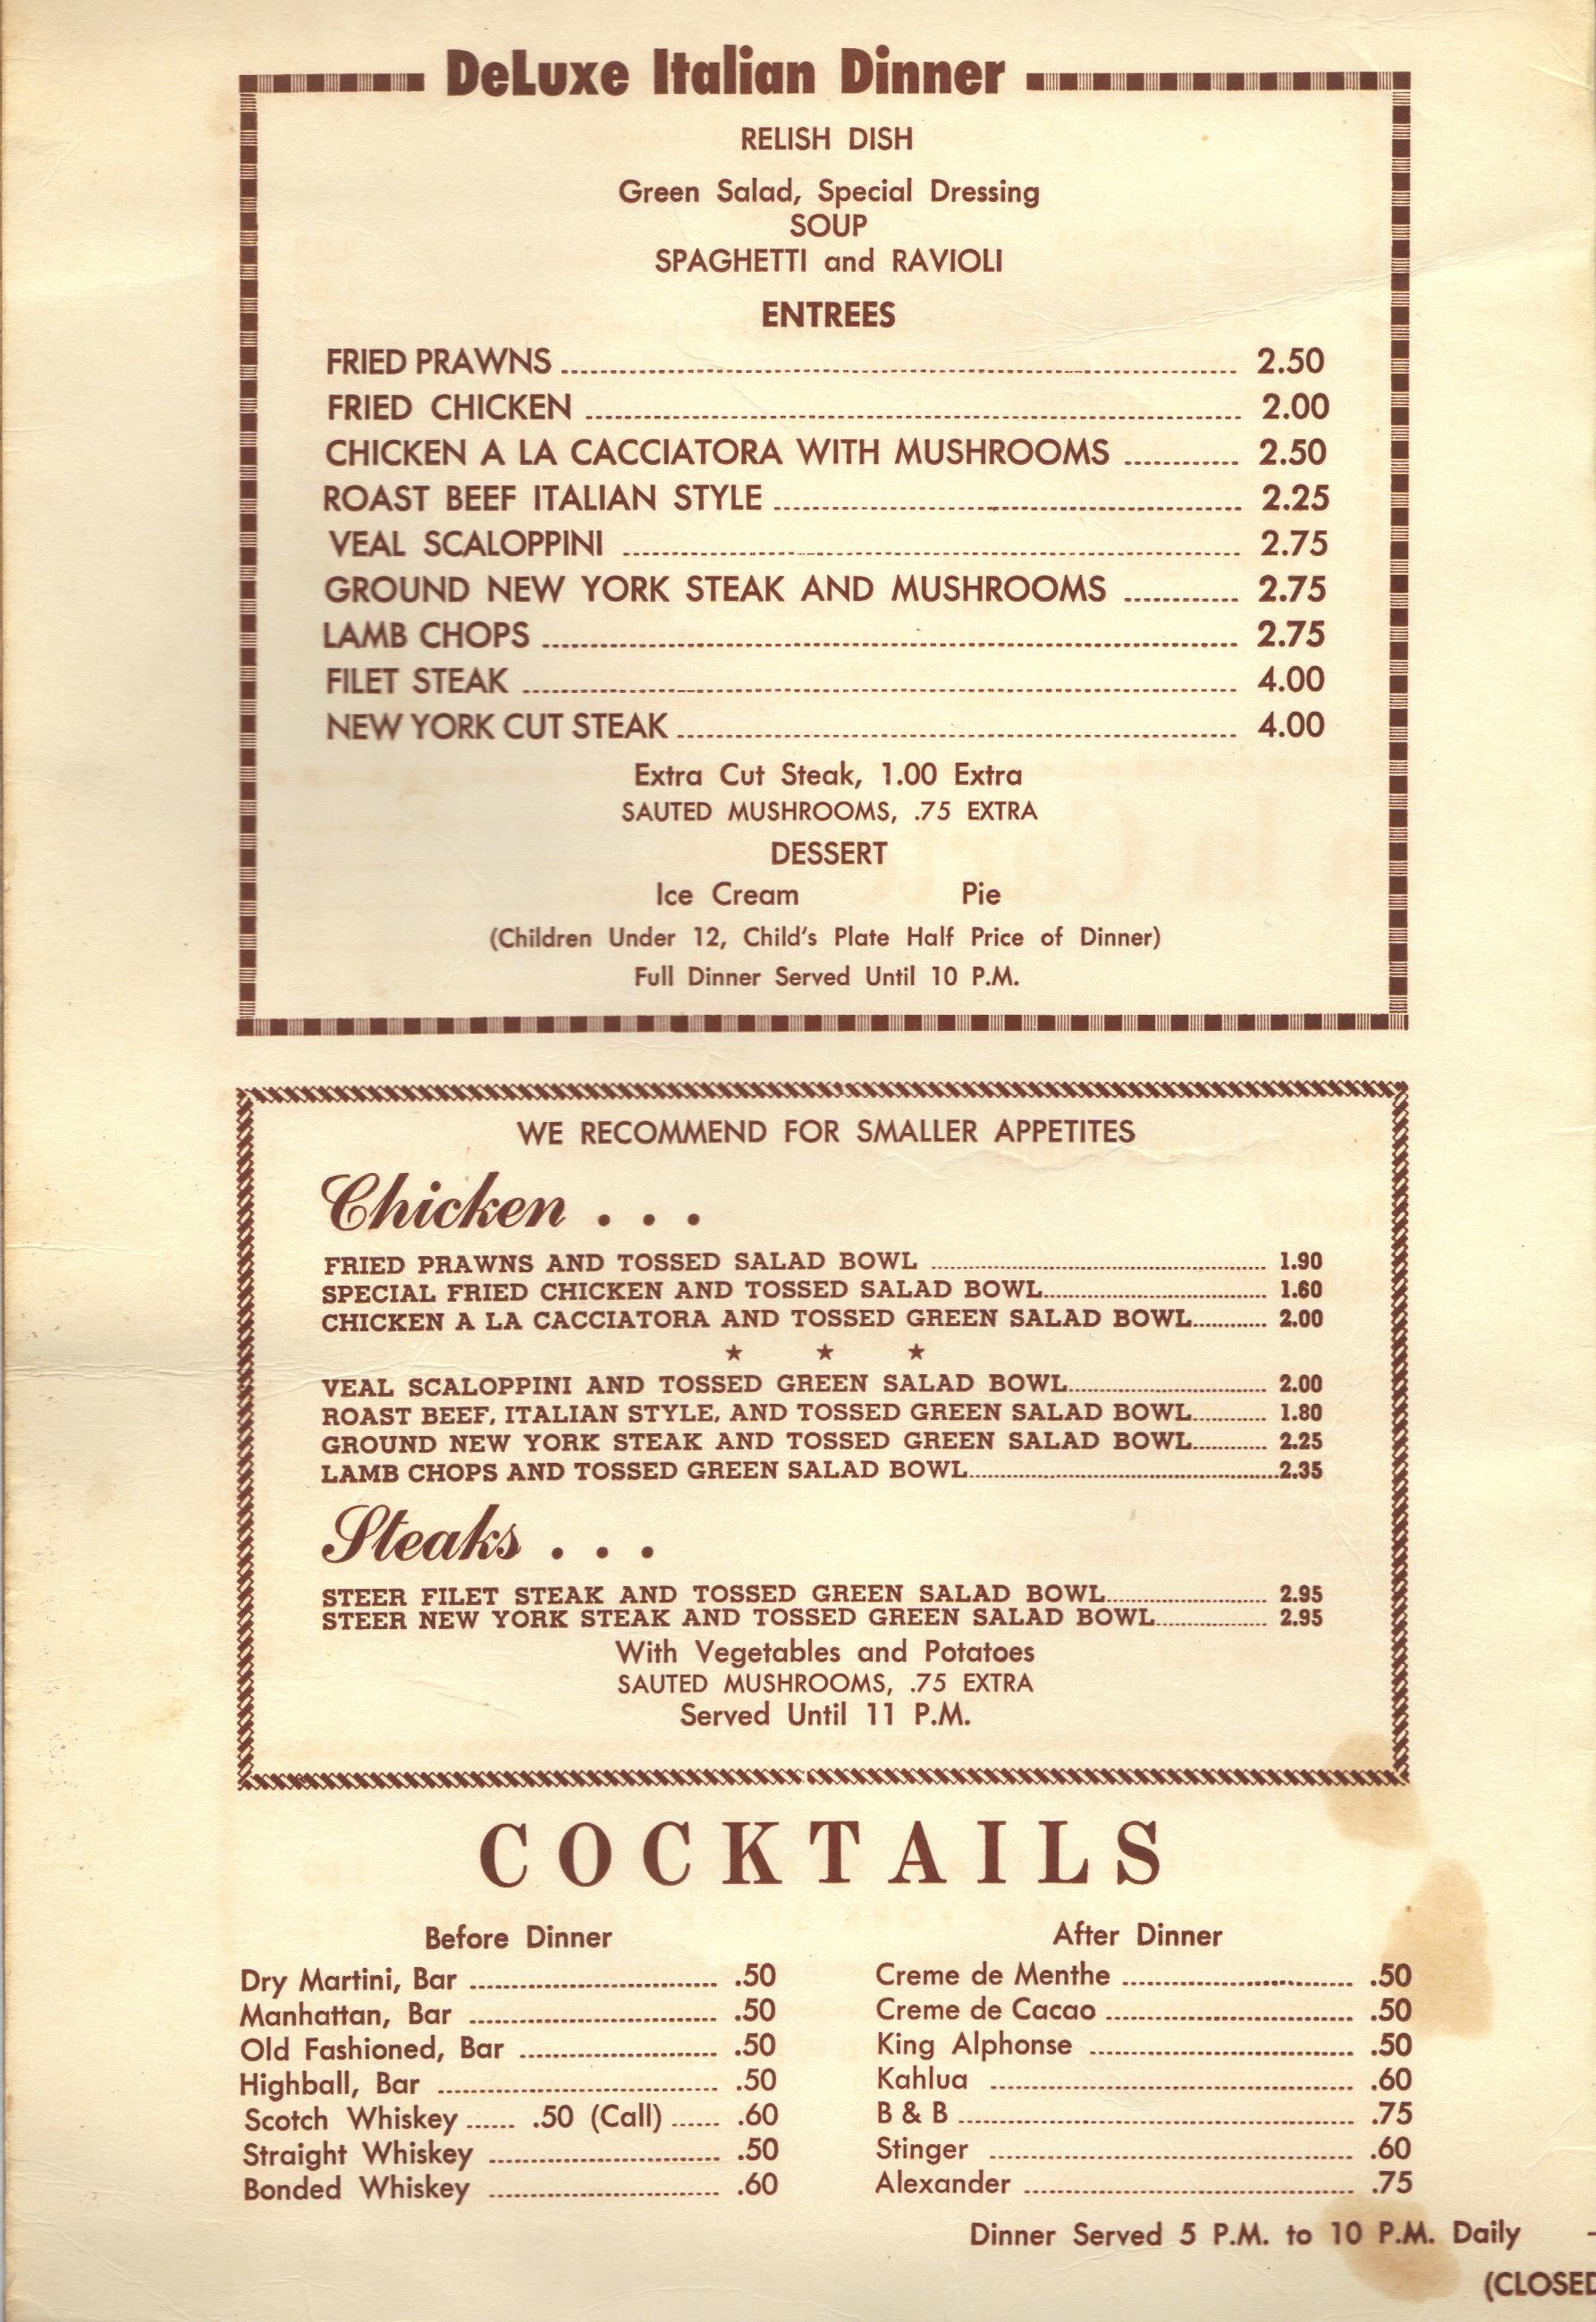 DeLuxe Italian Dinner
RELISH DISH
Green Salad, Special Dressing
SOUP
SPAGHETTI and RAVIOLI
ENTREES
FRIED PRAWNS 2.50
FRIED CHICKEN 2.00
CHICKEN A LA CACCIATORA WITH MUSHROOMS 2.50
ROAST BEEF ITALIAN STYLE 2.25
VEAL SCALOPPINI 2.75
GROUND NEW YORK STEAK AND MUSHROOMS 2.75
LAMB CHOPS 2.75
FILET STEAK 4.00
NEW YORK CUT STEAK 4.00
Extra Cut Steak, 1.00 Extra
SAUTED MUSHROOMS, .75 EXTRA
DESSERT
Ice Cream Pie
(Children Under 12, Child's Plate Half Price of Dinner)
Full Dinner Served Until 10 P.M.
WE RECOMMEND FOR SMALLER APPETITES
Chicken . . .
FRIED PRAWNS AND TOSSED SALAD BOWL 1.90
SPECIAL FRIED CHICKEN AND TOSSED SALAD BOWL 1.60
CHICKEN A LA CACCIATORA AND TOSSED GREEN SALAD BOWL 2.00
★ ★ ★
VEAL SCALOPPINI AND TOSSED GREEN SALAD BOWL 2.00
ROAST BEEF, ITALIAN STYLE, AND TOSSED GREEN SALAD BOWL 1.80
GROUND NEW YORK STEAK AND TOSSED GREEN SALAD BOWL 2.25
LAMB CHOPS AND TOSSED GREEN SALAD BOWL 2.35
Steaks . . .
STEER FILET STEAK AND TOSSED GREEN SALAD BOWL 2.95
STEER NEW YORK STEAK AND TOSSED GREEN SALAD BOWL 2.95
With Vegetables and Potatoes
SAUTED MUSHROOMS, .75 EXTRA
Served Until 11 P.M.
COCKTAILS
Before Dinner
Dry Martini, Bar .50
Manhattan, Bar .50
Old Fashioned, Bar .50
Highball, Bar .50
Scotch Whiskey .50 (Call) .60
Straight Whiskey .50
Bonded Whiskey .60
After Dinner
Creme de Menthe .50
Creme de Cacao .50
King Alphonse .50
Kahlua .60
B & B .75
Stinger .60
Alexander .75
Dinner Served 5 P.M. to 10 P.M. Daily
(CLOSED